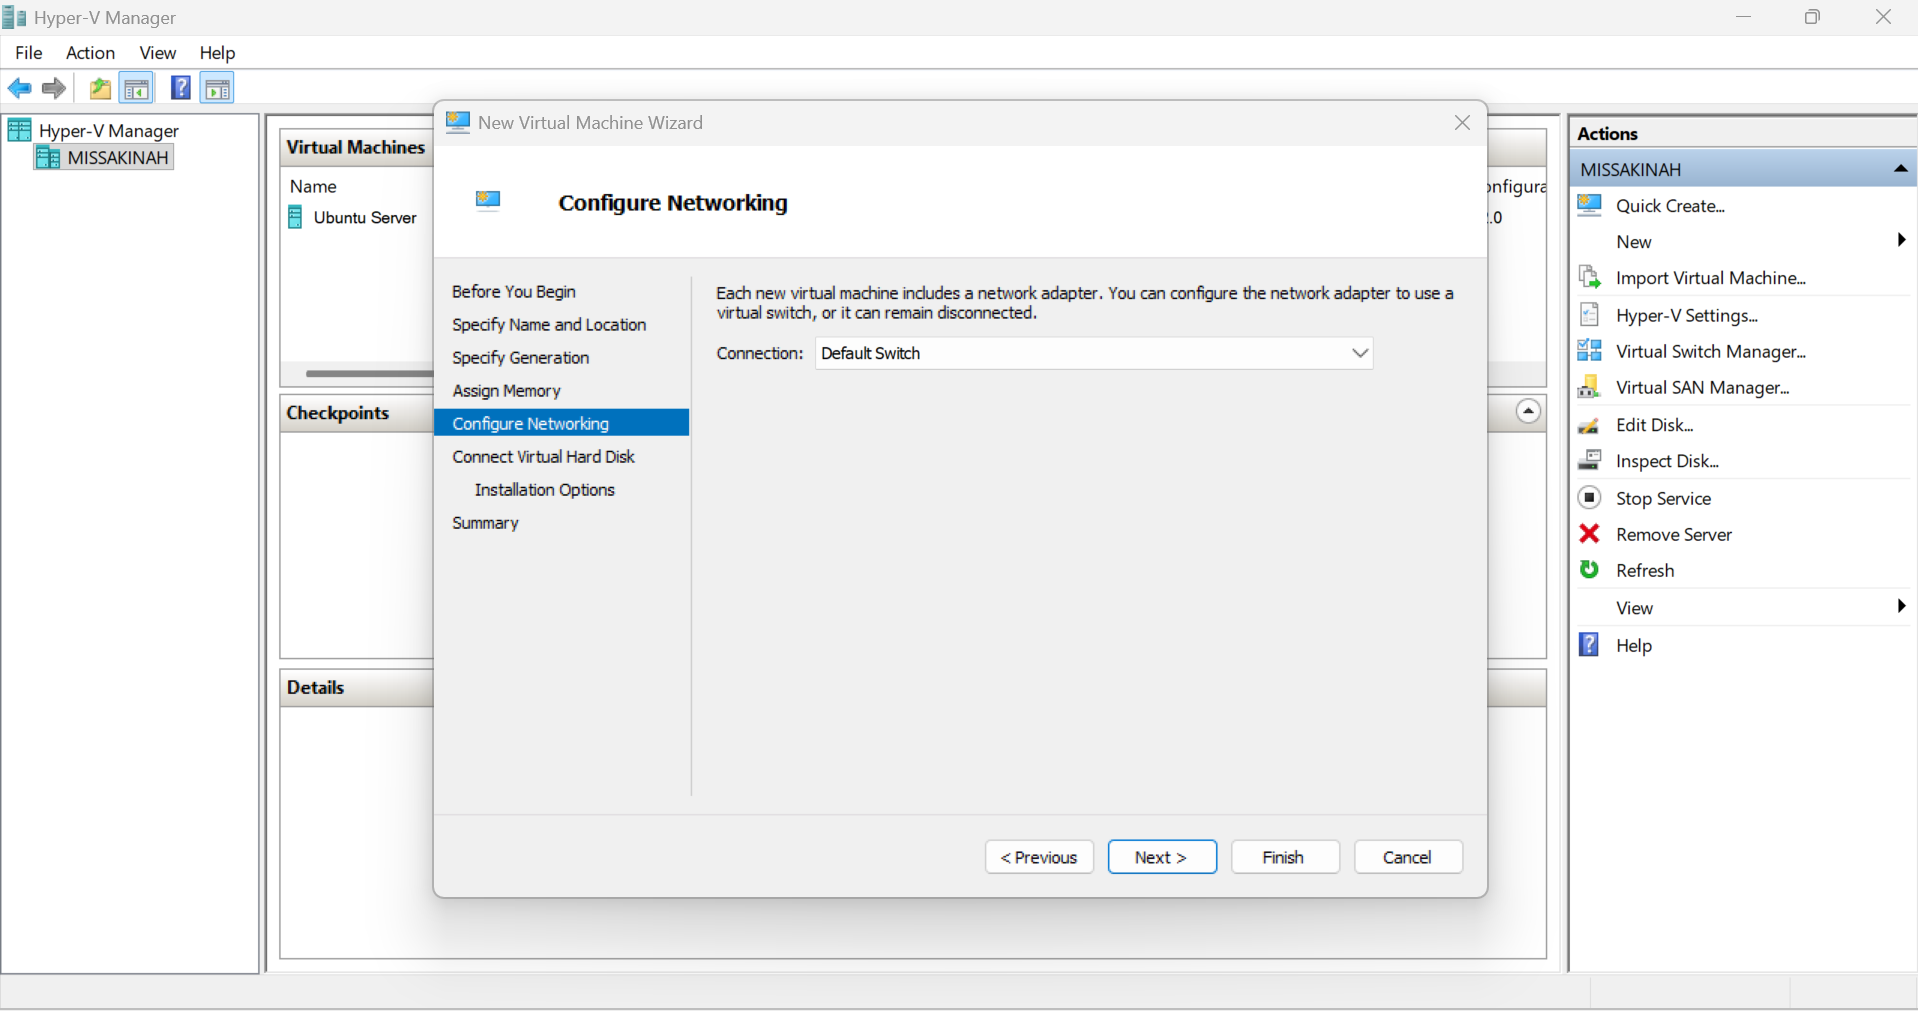 Hyper-V Manager
File Action View Help
Hyper-V Manager
MISSAKINAH
Virtual Machines
Name
Ubuntu Server
Checkpoints
Details
New Virtual Machine Wizard
Configure Networking
Before You Begin
Specify Name and Location
Specify Generation
Assign Memory
Configure Networking
Connect Virtual Hard Disk
Installation Options
Summary
Each new virtual machine includes a network adapter. You can configure the network adapter to use a
virtual switch, or it can remain disconnected.
Connection: Default Switch
< Previous Next > Finish Cancel
Actions
MISSAKINAH
Quick Create...
New
Import Virtual Machine...
Hyper-V Settings...
Virtual Switch Manager...
Virtual SAN Manager...
Edit Disk...
Inspect Disk...
Stop Service
Remove Server
Refresh
View
Help